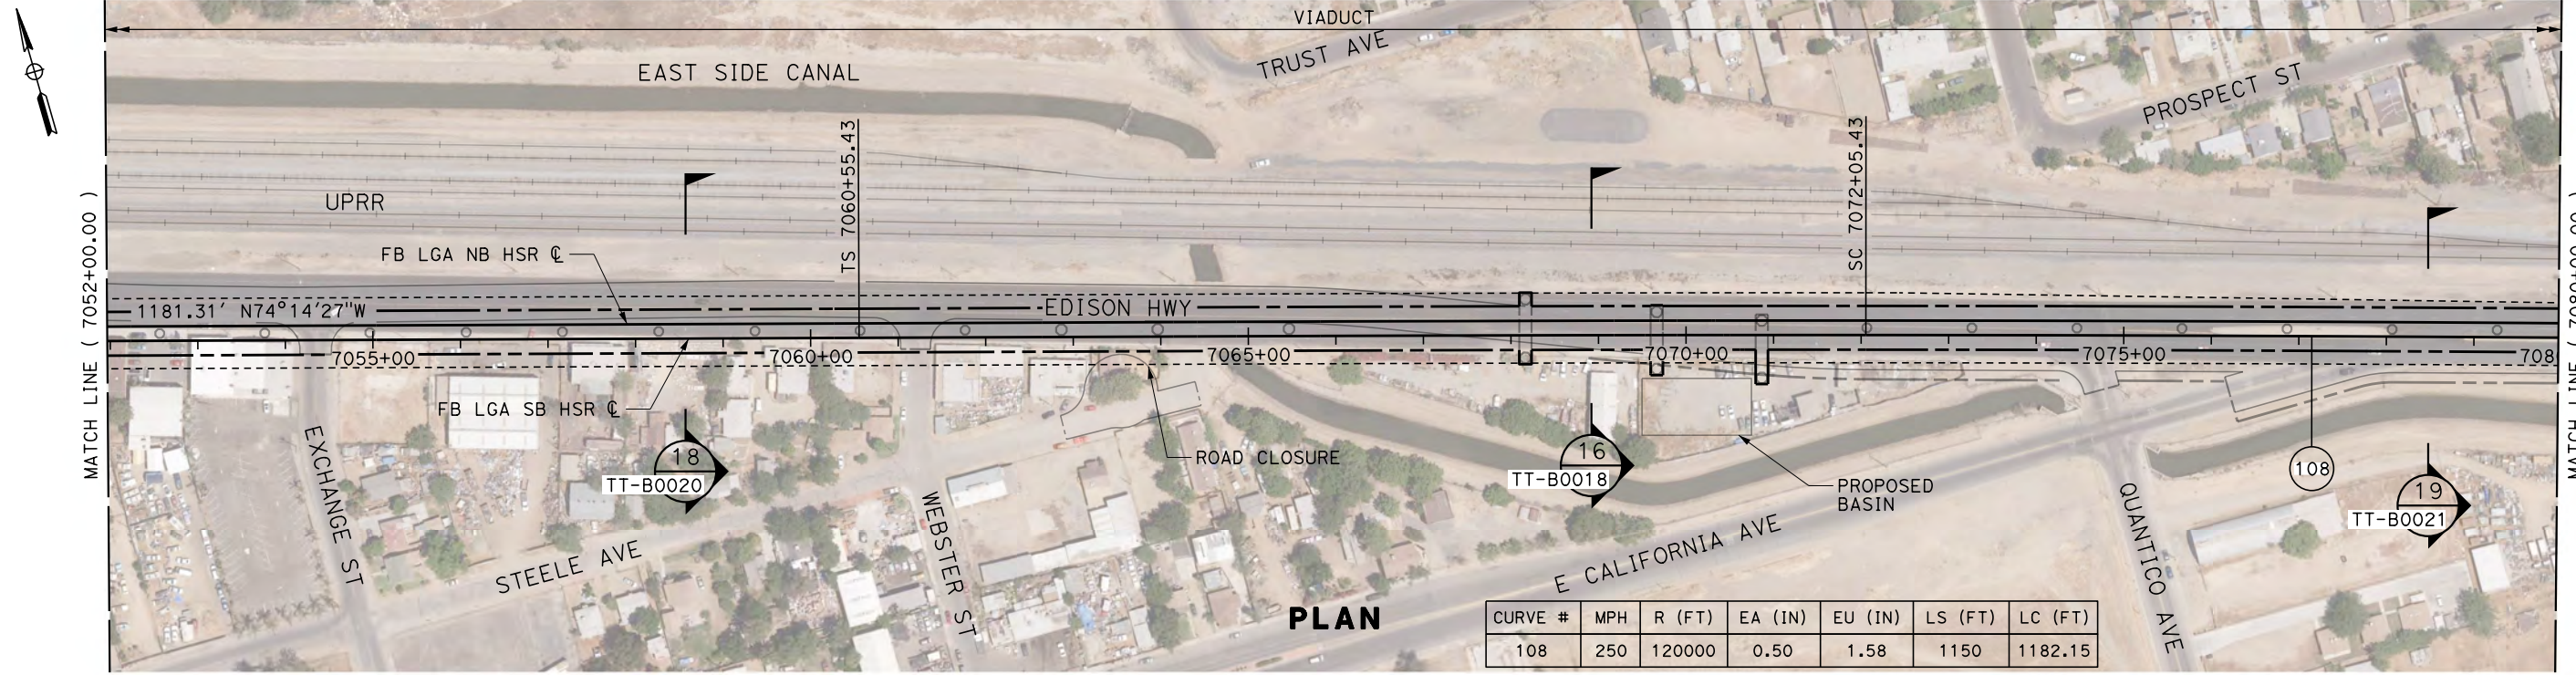 VIADUCT
TRUST AVE
EAST SIDE CANAL
PROSPECT ST
TS 7060+55.43
SC 7072+05.43
MATCH LINE ( 7052+00.00 )
UPRR
FB LGA NB HSR ℄
1181.31' N74°14'27"W
EDISON HWY
7055+00
7060+00
7065+00
7070+00
7075+00
708
FB LGA SB HSR ℄
EXCHANGE ST
18
TT-B0020
ROAD CLOSURE
16
TT-B0018
PROPOSED
BASIN
108
19
TT-B0021
STEELE AVE
WEBSTER ST
E CALIFORNIA AVE
QUANTICO AVE
PLAN
CURVE # MPH R (FT) EA (IN) EU (IN) LS (FT) LC (FT)
108 250 120000 0.50 1.58 1150 1182.15